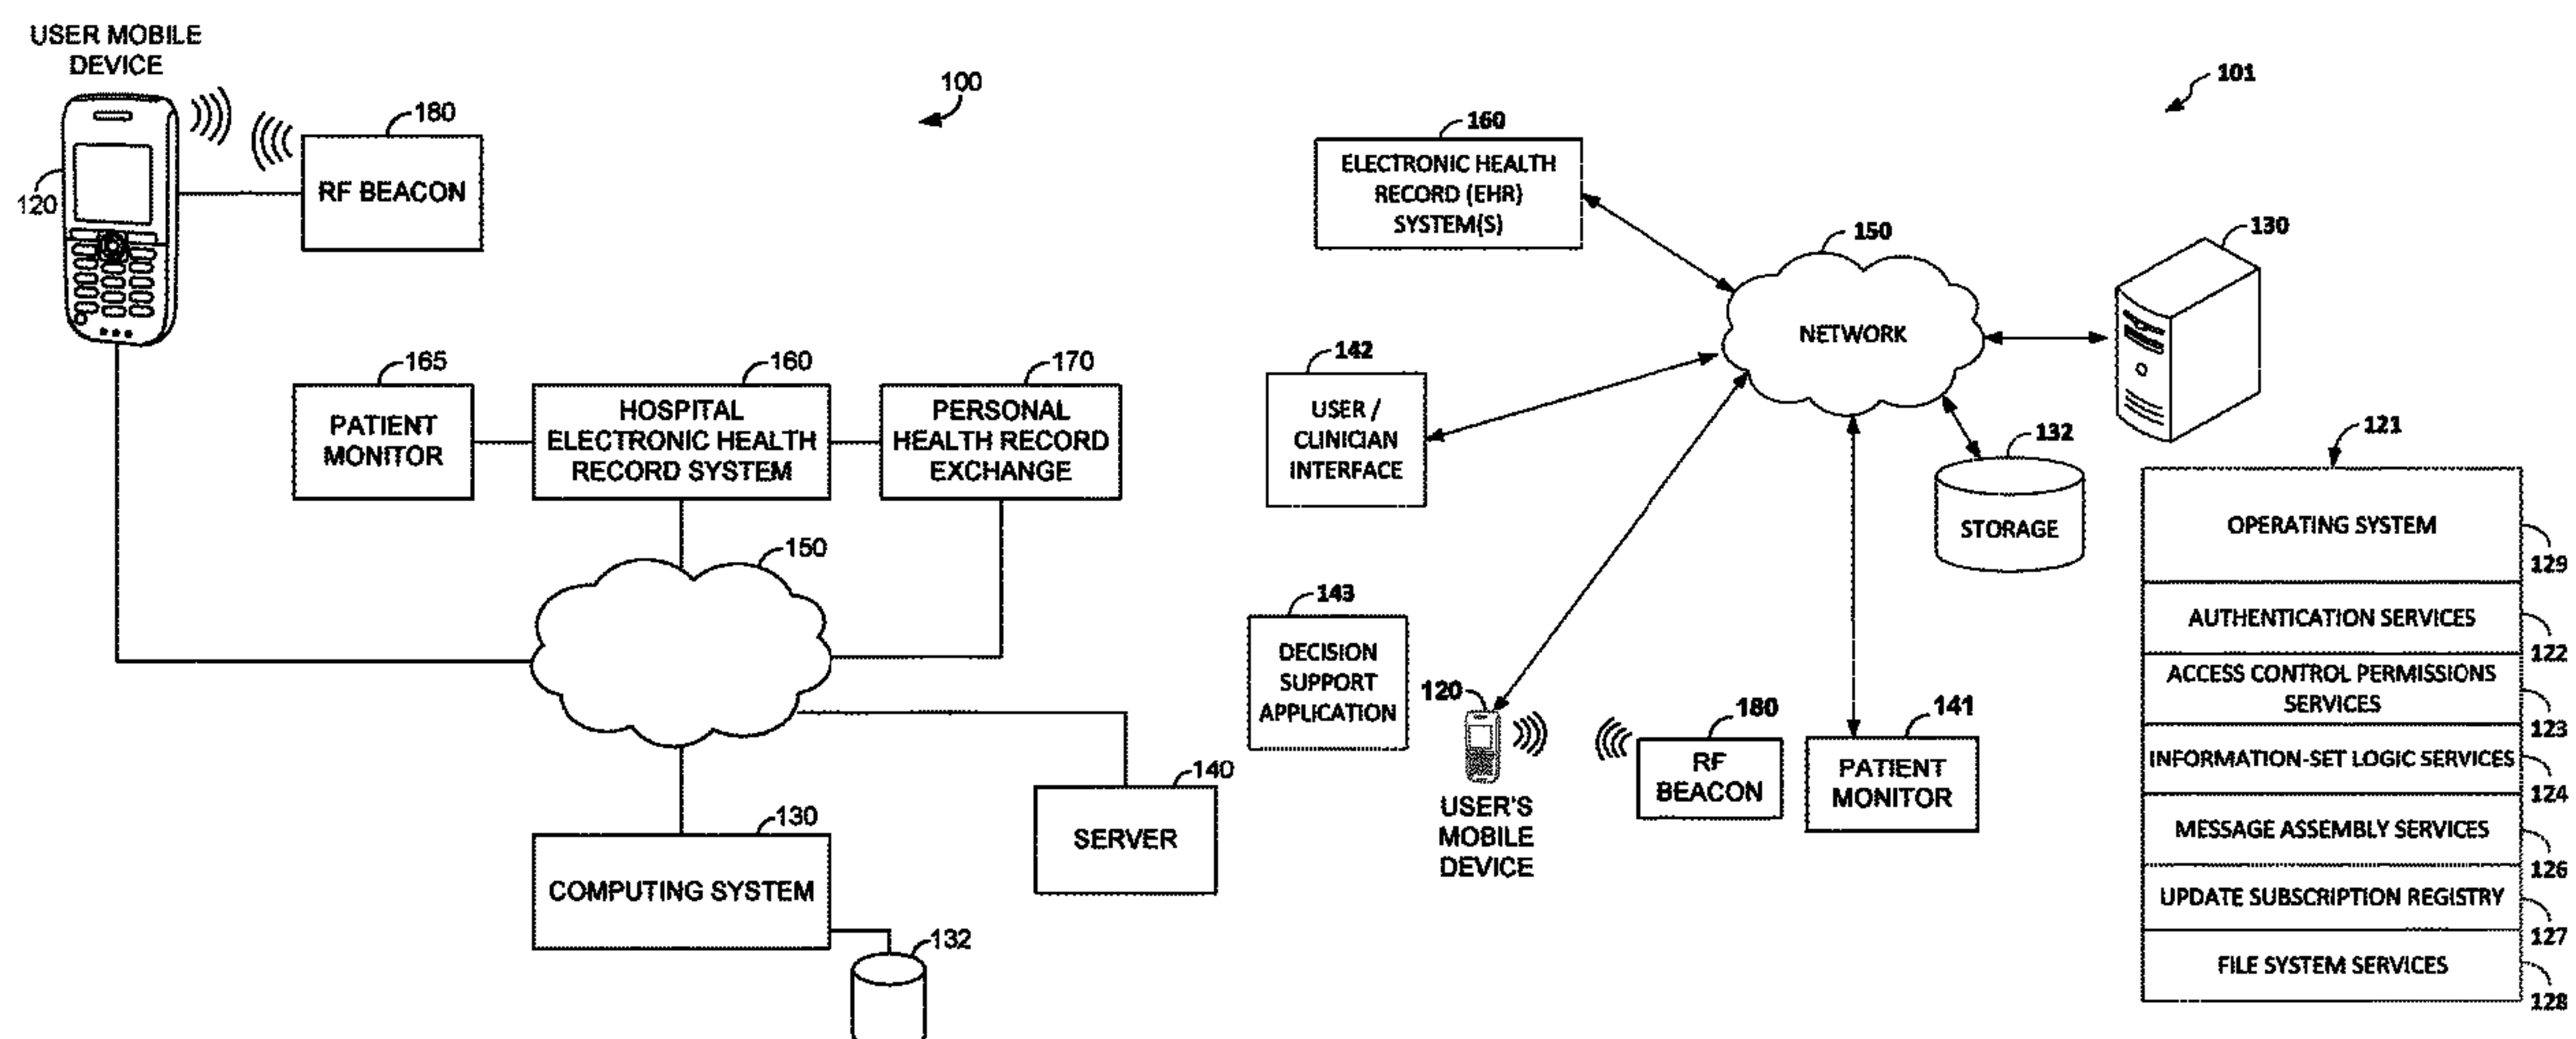 USER MOBILE
DEVICE
120
180
RF BEACON
100
165
PATIENT
MONITOR
160
HOSPITAL
ELECTRONIC HEALTH
RECORD SYSTEM
170
PERSONAL
HEALTH RECORD
EXCHANGE
150
140
SERVER
130
COMPUTING SYSTEM
132
101
160
ELECTRONIC HEALTH
RECORD (EHR)
SYSTEM(S)
150
NETWORK
130
142
USER /
CLINICIAN
INTERFACE
132
STORAGE
143
DECISION
SUPPORT
APPLICATION
120
USER'S
MOBILE
DEVICE
180
RF
BEACON
141
PATIENT
MONITOR
121
OPERATING SYSTEM
129
AUTHENTICATION SERVICES
122
ACCESS CONTROL PERMISSIONS
SERVICES
123
INFORMATION-SET LOGIC SERVICES
124
MESSAGE ASSEMBLY SERVICES
126
UPDATE SUBSCRIPTION REGISTRY
127
FILE SYSTEM SERVICES
128